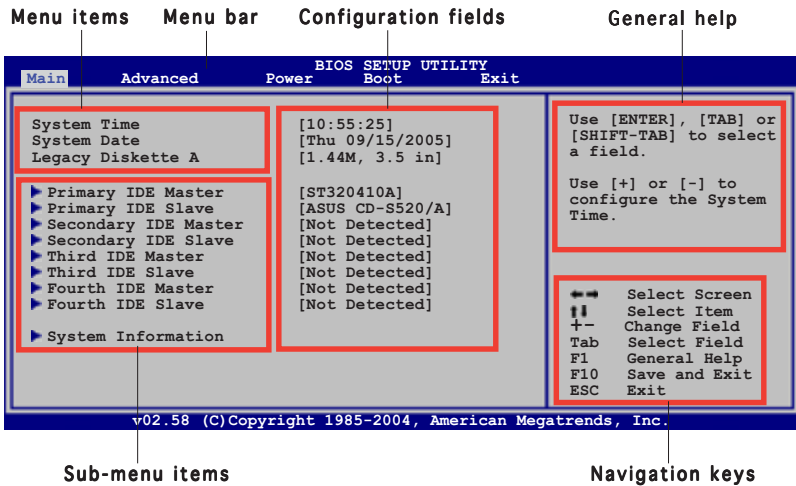 Menu items Menu bar Configuration fields General help
BIOS SETUP UTILITY
Main Advanced Power Boot Exit
System Time [10:55:25]
System Date [Thu 09/15/2005]
Legacy Diskette A [1.44M, 3.5 in]
Primary IDE Master [ST320410A]
Primary IDE Slave [ASUS CD-S520/A]
Secondary IDE Master [Not Detected]
Secondary IDE Slave [Not Detected]
Third IDE Master [Not Detected]
Third IDE Slave [Not Detected]
Fourth IDE Master [Not Detected]
Fourth IDE Slave [Not Detected]
System Information
Use [ENTER], [TAB] or
[SHIFT-TAB] to select
a field.
Use [+] or [-] to
configure the System
Time.
Select Screen
Select Item
+- Change Field
Tab Select Field
F1 General Help
F10 Save and Exit
ESC Exit
v02.58 (C)Copyright 1985-2004, American Megatrends, Inc.
Sub-menu items Navigation keys